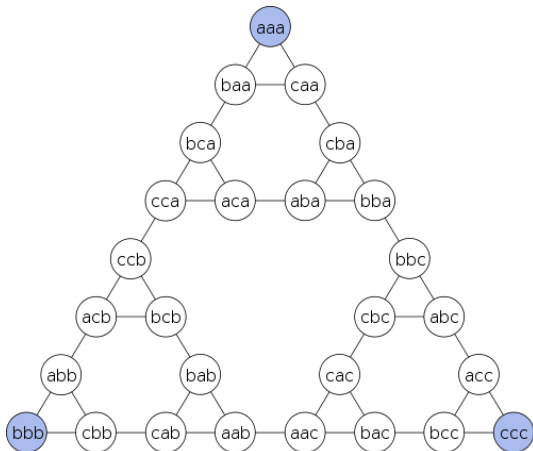 aaa
baa caa
bca cba
cca aca aba bba
ccb bbc
acb bcb cbc abc
abb bab cac acc
bbb cbb cab aab aac bac bcc ccc